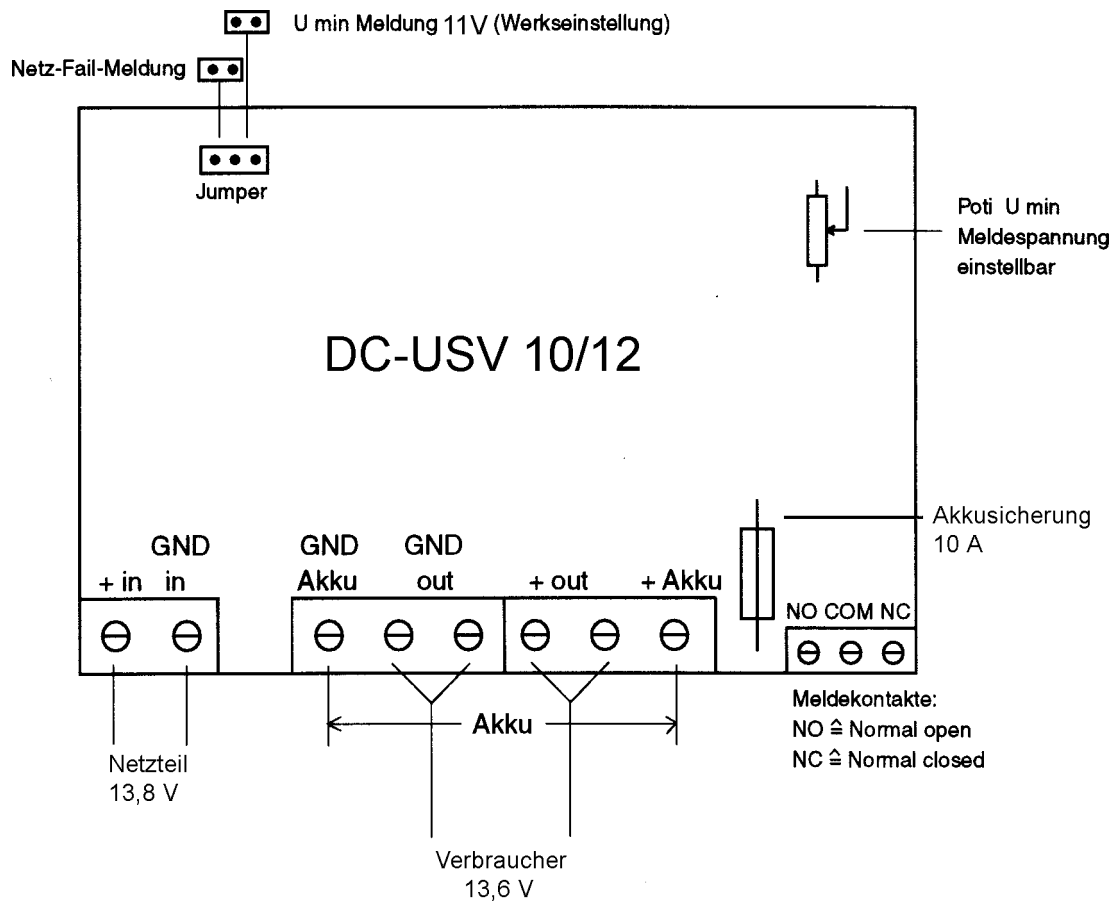 U min Meldung 11V (Werkseinstellung)
Netz-Fail-Meldung
Jumper
Poti U min
Meldespannung
einstellbar
DC-USV 10/12
Akkusicherung
10 A
GND GND GND
+ in in Akku out + out + Akku
NO COM NC
Meldekontakte:
NO ≙ Normal open
NC ≙ Normal closed
Akku
Netzteil
13,8 V
Verbraucher
13,6 V